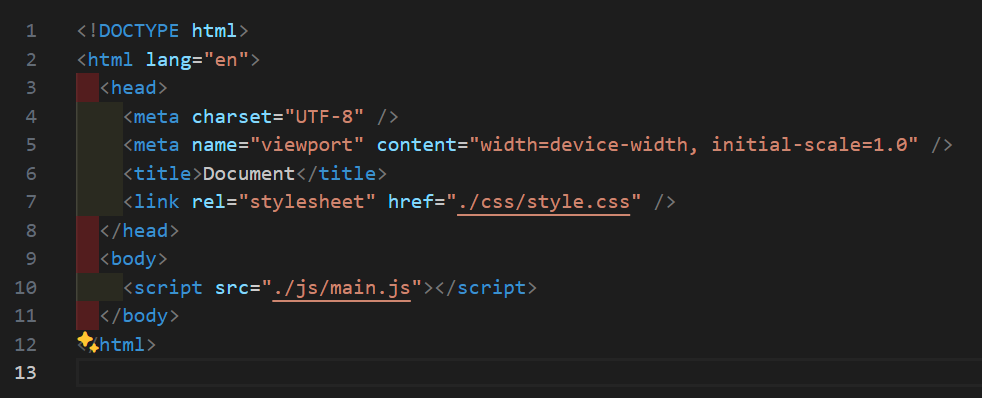 1 <!DOCTYPE html>
2 <html lang="en">
3   <head>
4     <meta charset="UTF-8" />
5     <meta name="viewport" content="width=device-width, initial-scale=1.0" />
6     <title>Document</title>
7     <link rel="stylesheet" href="./css/style.css" />
8   </head>
9   <body>
10     <script src="./js/main.js"></script>
11   </body>
12 </html>
13